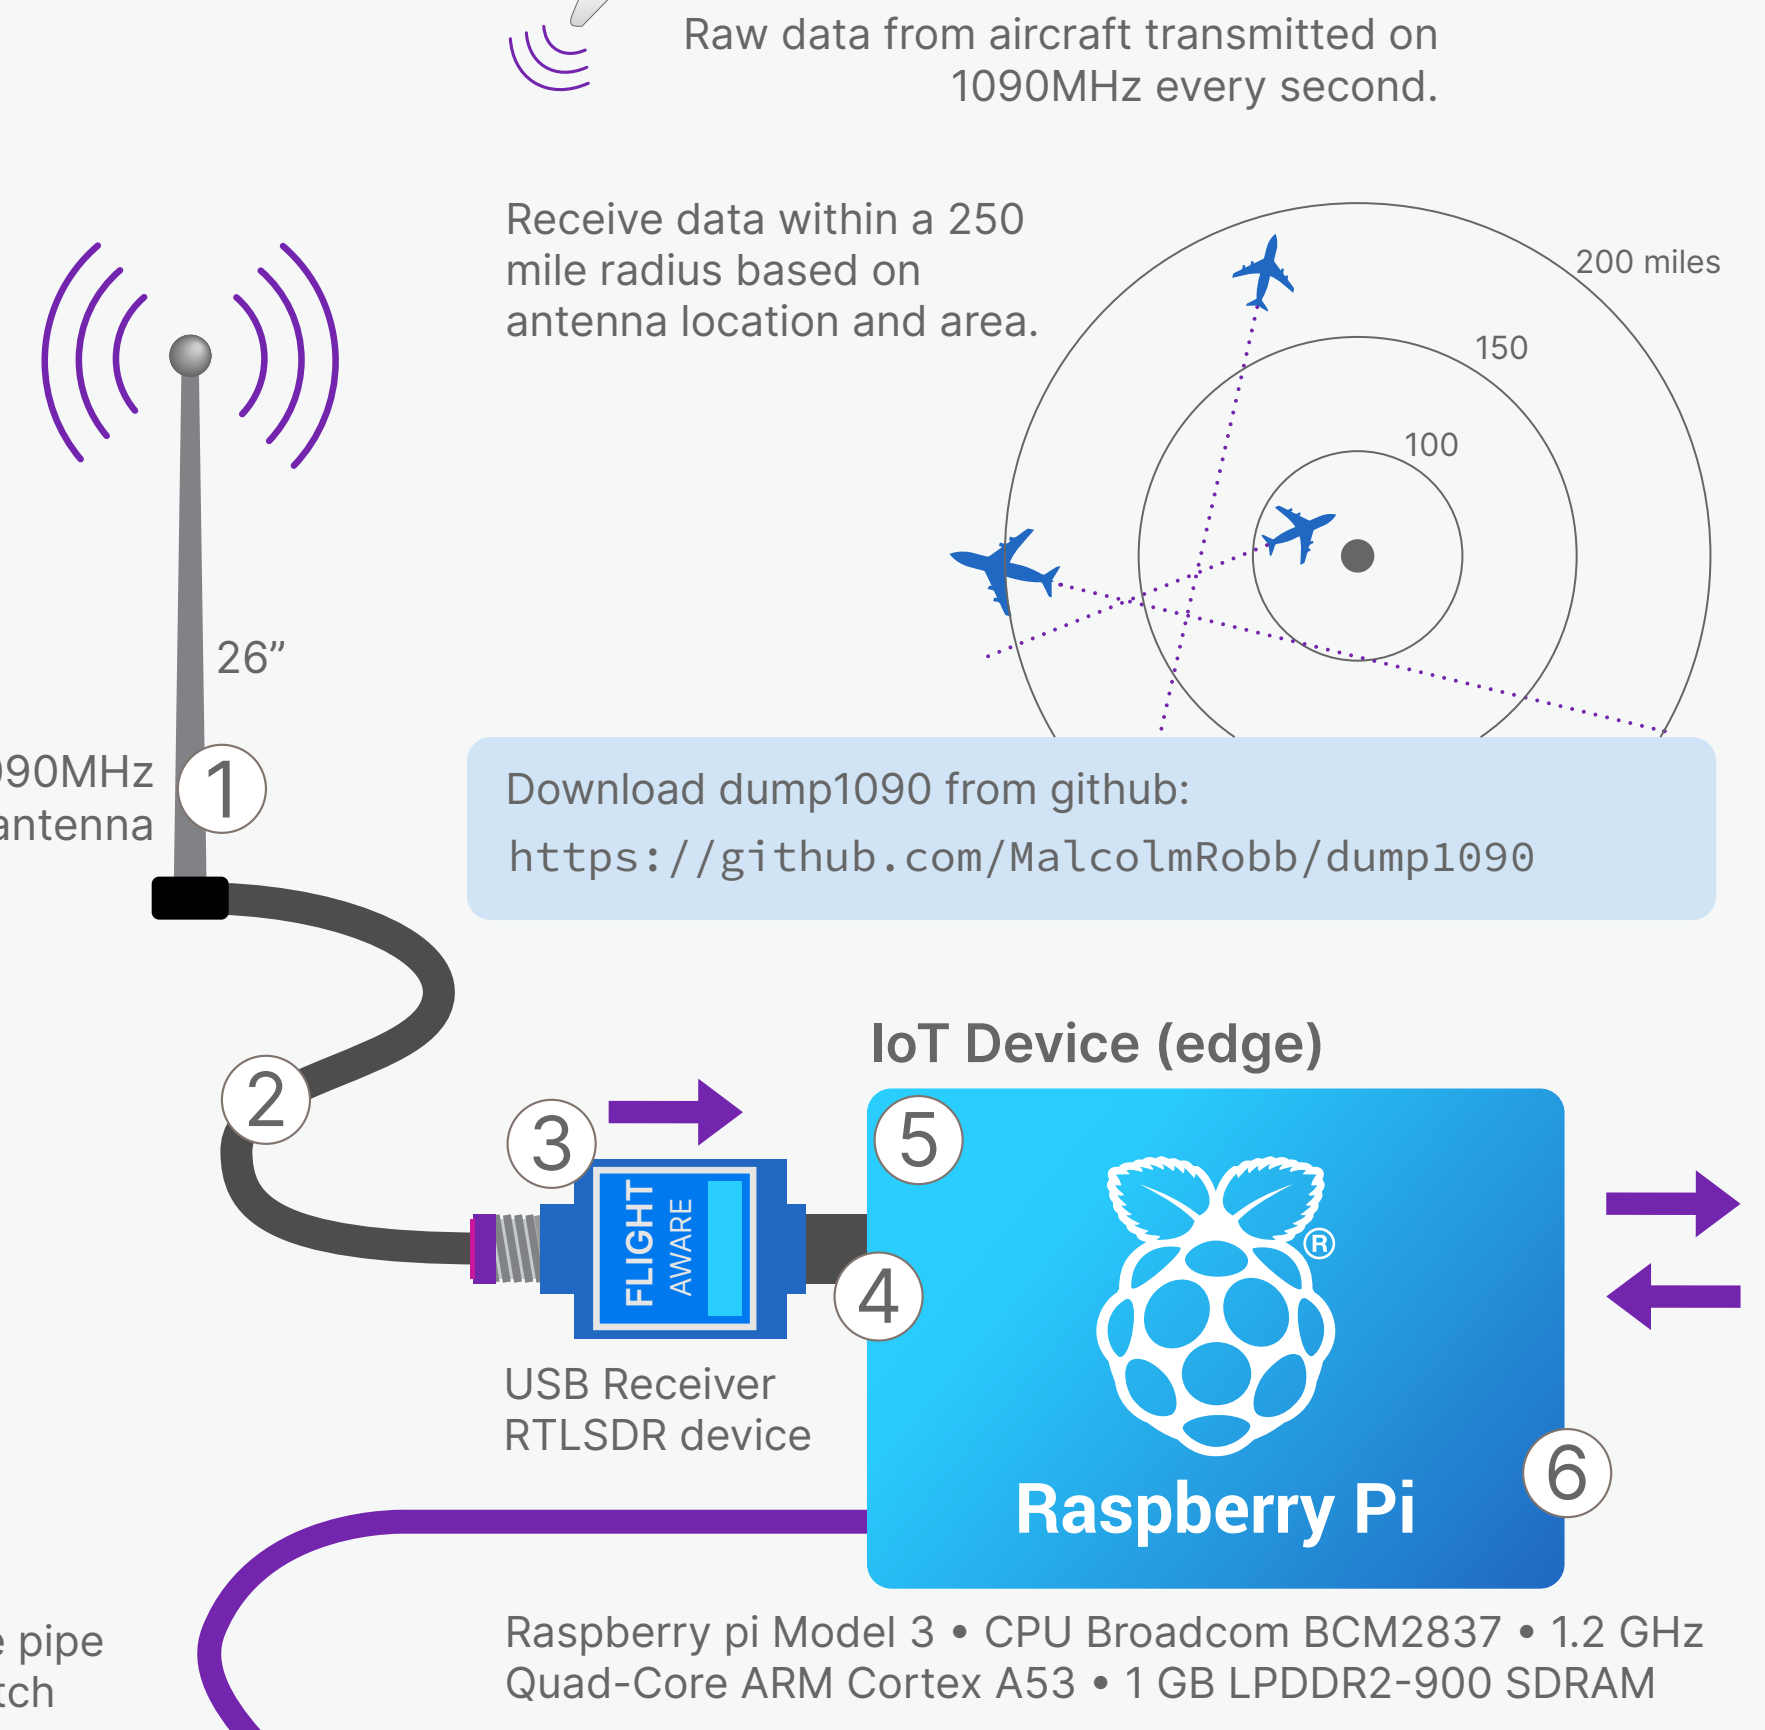 Raw data from aircraft transmitted on
1090MHz every second.
Receive data within a 250
mile radius based on
antenna location and area.
200 miles
150
100
26”
90MHz
antenna
1
Download dump1090 from github:
https://github.com/MalcolmRobb/dump1090
2
3
IoT Device (edge)
5
FLIGHT
AWARE
4
®
USB Receiver
RTLSDR device
6
Raspberry Pi
pipe
tch
Raspberry pi Model 3 • CPU Broadcom BCM2837 • 1.2 GHz
Quad-Core ARM Cortex A53 • 1 GB LPDDR2-900 SDRAM